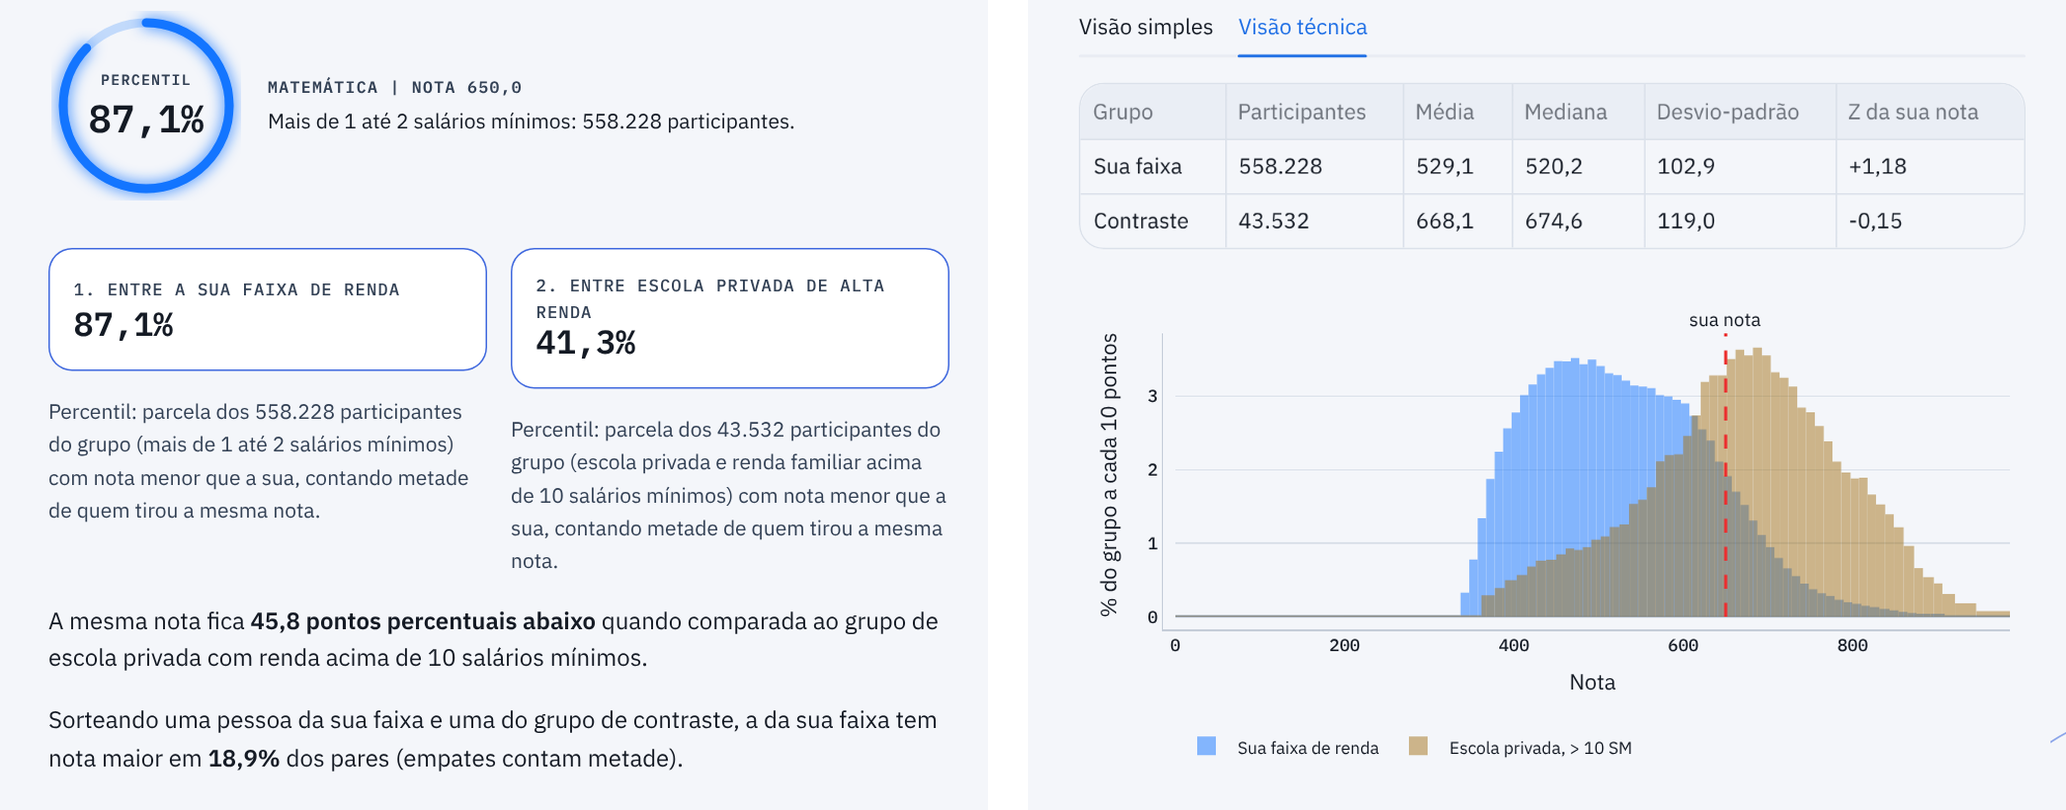 PERCENTIL
87,1%
MATEMÁTICA | NOTA 650,0
Mais de 1 até 2 salários mínimos: 558.228 participantes.
1. ENTRE A SUA FAIXA DE RENDA
87,1%
Percentil: parcela dos 558.228 participantes
do grupo (mais de 1 até 2 salários mínimos)
com nota menor que a sua, contando metade
de quem tirou a mesma nota.
2. ENTRE ESCOLA PRIVADA DE ALTA
RENDA
41,3%
Percentil: parcela dos 43.532 participantes do
grupo (escola privada e renda familiar acima
de 10 salários mínimos) com nota menor que a
sua, contando metade de quem tirou a mesma
nota.
A mesma nota fica 45,8 pontos percentuais abaixo quando comparada ao grupo de
escola privada com renda acima de 10 salários mínimos.
Sorteando uma pessoa da sua faixa e uma do grupo de contraste, a da sua faixa tem
nota maior em 18,9% dos pares (empates contam metade).
Visão simples Visão técnica
Grupo Participantes Média Mediana Desvio-padrão Z da sua nota
Sua faixa 558.228 529,1 520,2 102,9 +1,18
Contraste 43.532 668,1 674,6 119,0 -0,15
sua nota
% do grupo a cada 10 pontos
3
2
1
0
0 200 400 600 800
Nota
Sua faixa de renda Escola privada, > 10 SM